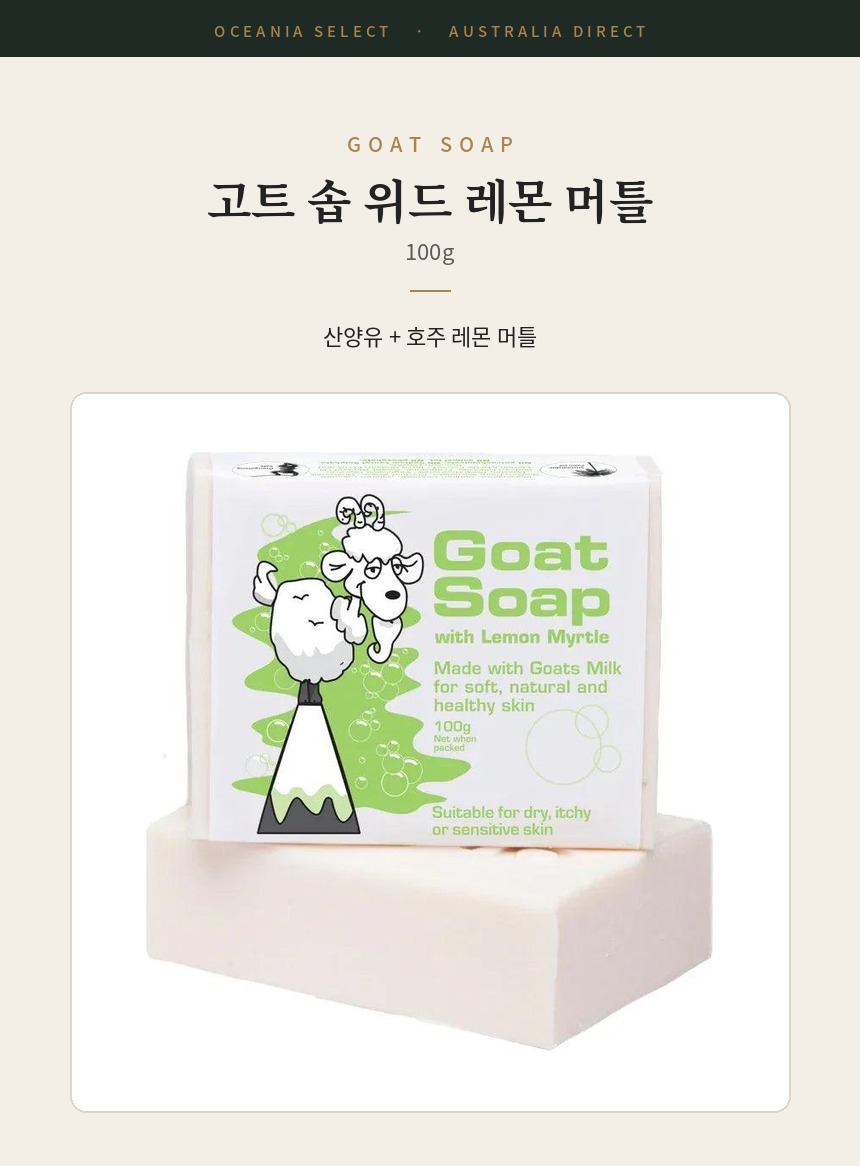 OCEANIA SELECT · AUSTRALIA DIRECT
GOAT SOAP
고트 솝 위드 레몬 머틀
100g
산양유 + 호주 레몬 머틀
Goat
Soap
with Lemon Myrtle
Made with Goats Milk
for soft, natural and
healthy skin
100g
Net when
packed
Suitable for dry, itchy
or sensitive skin